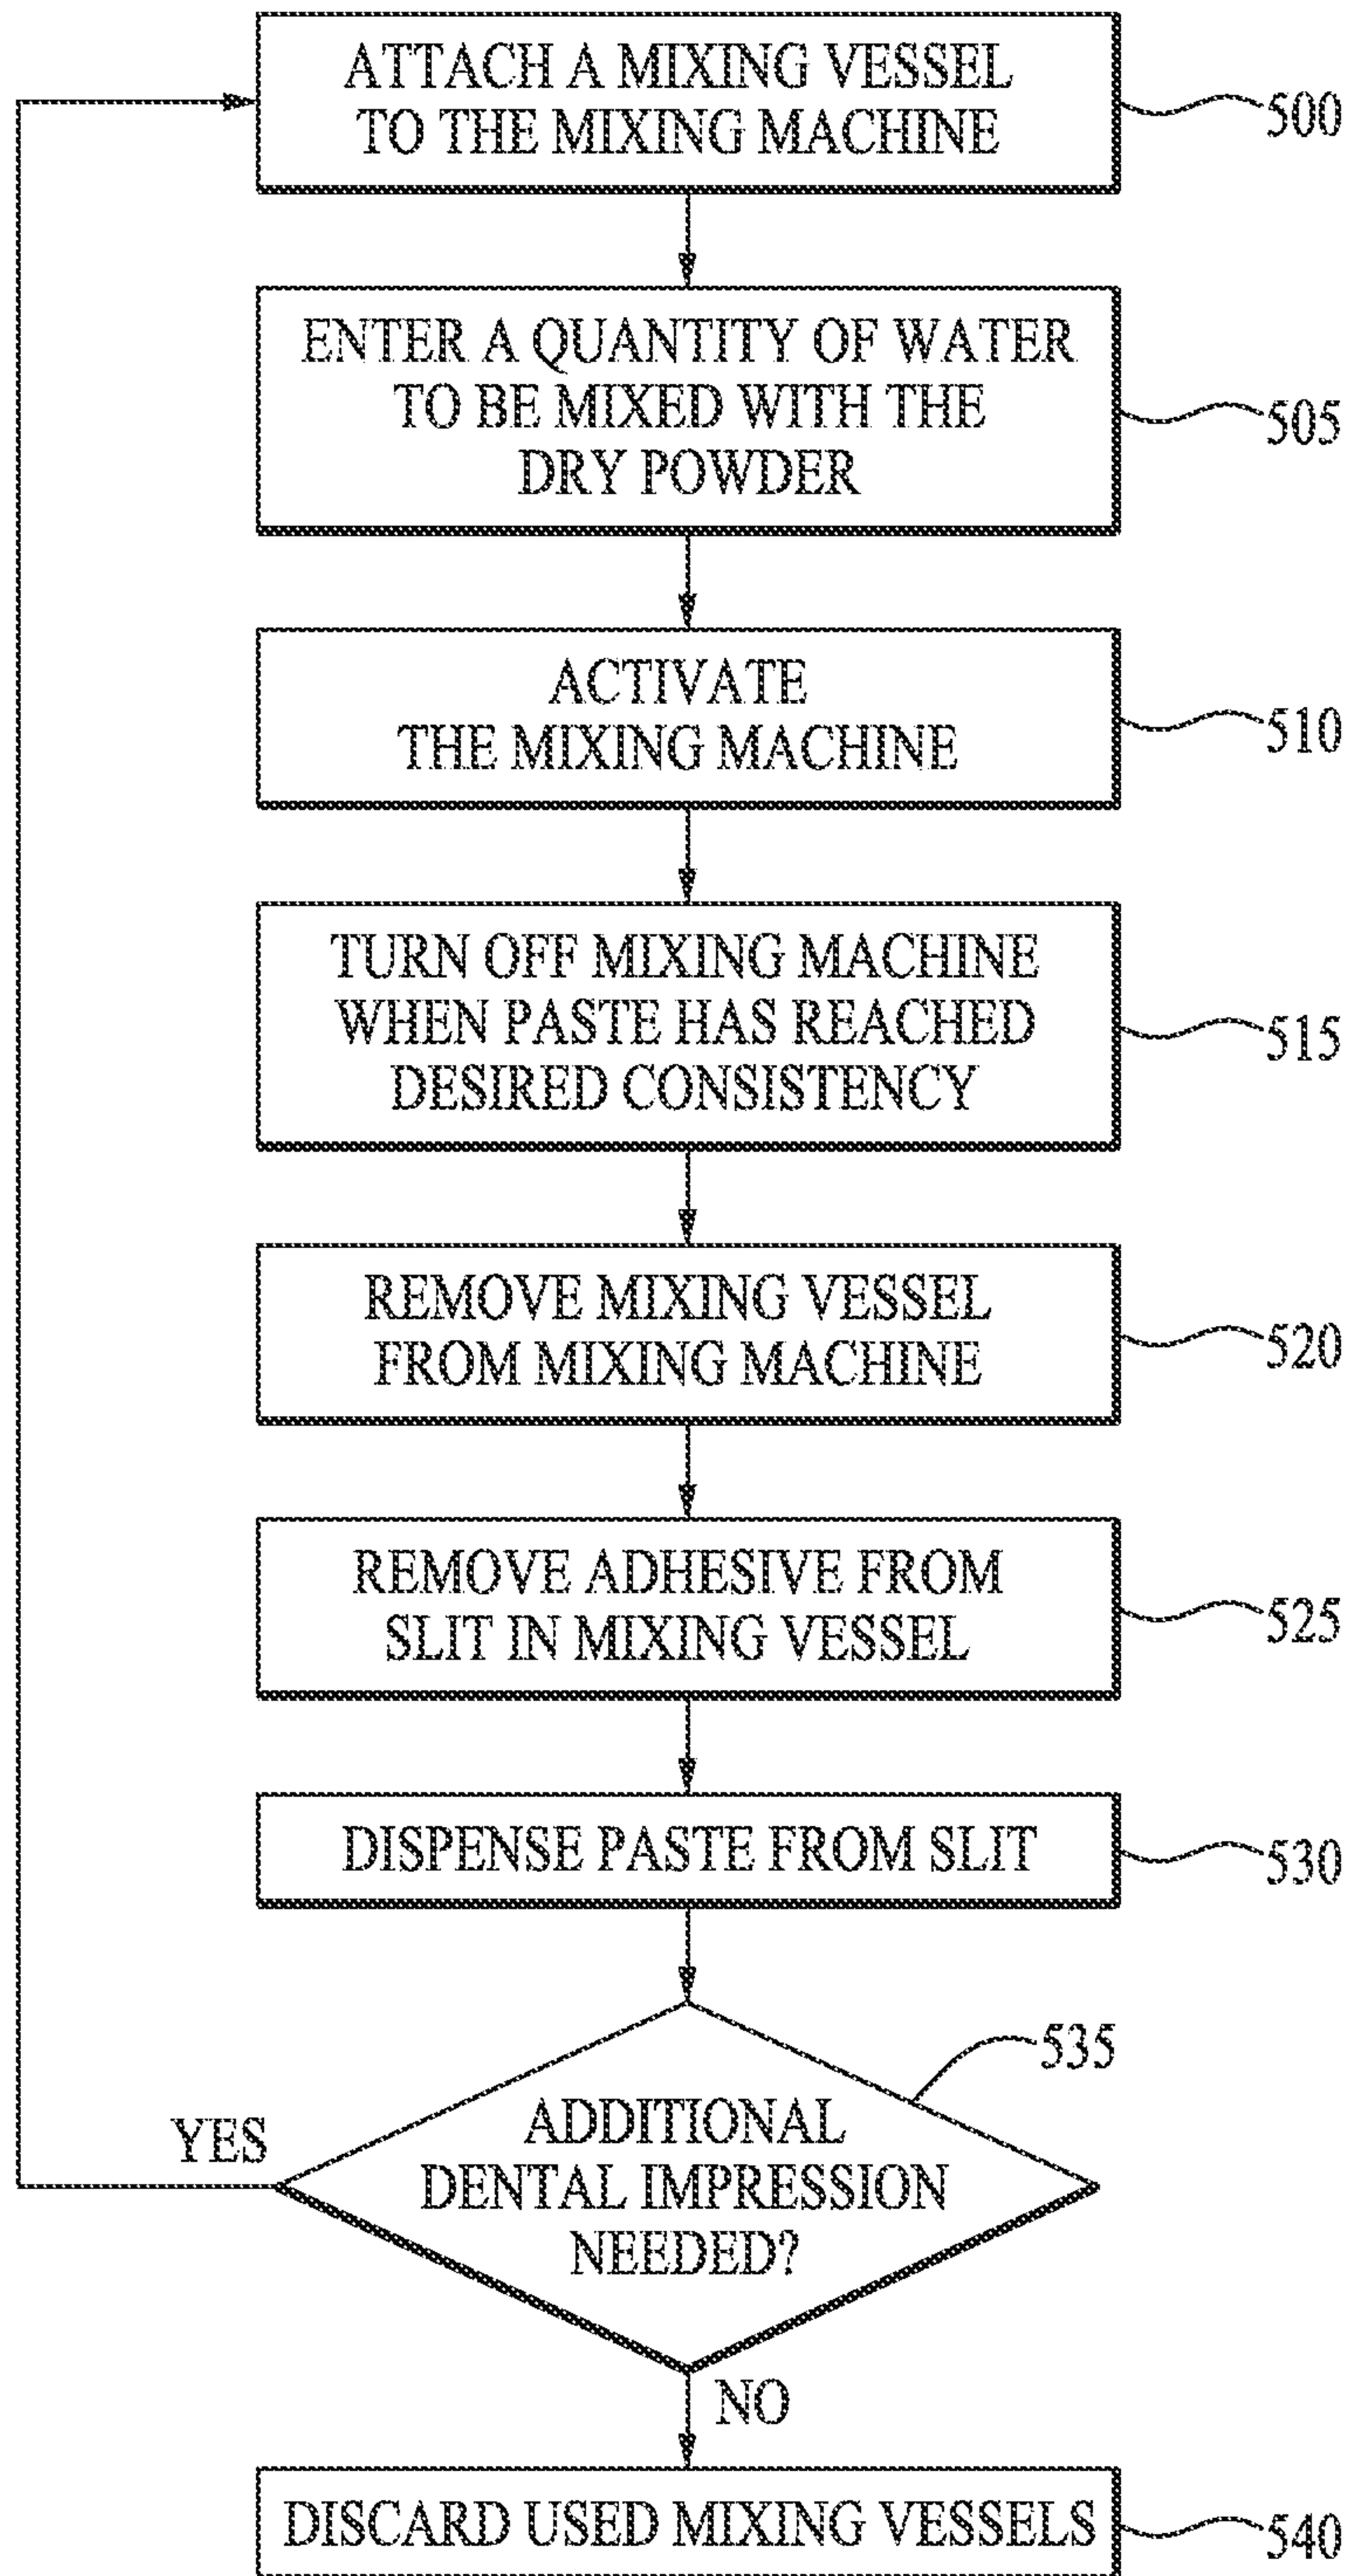 ATTACH A MIXING VESSEL
TO THE MIXING MACHINE
500
ENTER A QUANTITY OF WATER
TO BE MIXED WITH THE
DRY POWDER
505
ACTIVATE
THE MIXING MACHINE
510
TURN OFF MIXING MACHINE
WHEN PASTE HAS REACHED
DESIRED CONSISTENCY
515
REMOVE MIXING VESSEL
FROM MIXING MACHINE
520
REMOVE ADHESIVE FROM
SLIT IN MIXING VESSEL
525
DISPENSE PASTE FROM SLIT
530
535
YES
ADDITIONAL
DENTAL IMPRESSION
NEEDED?
NO
DISCARD USED MIXING VESSELS
540